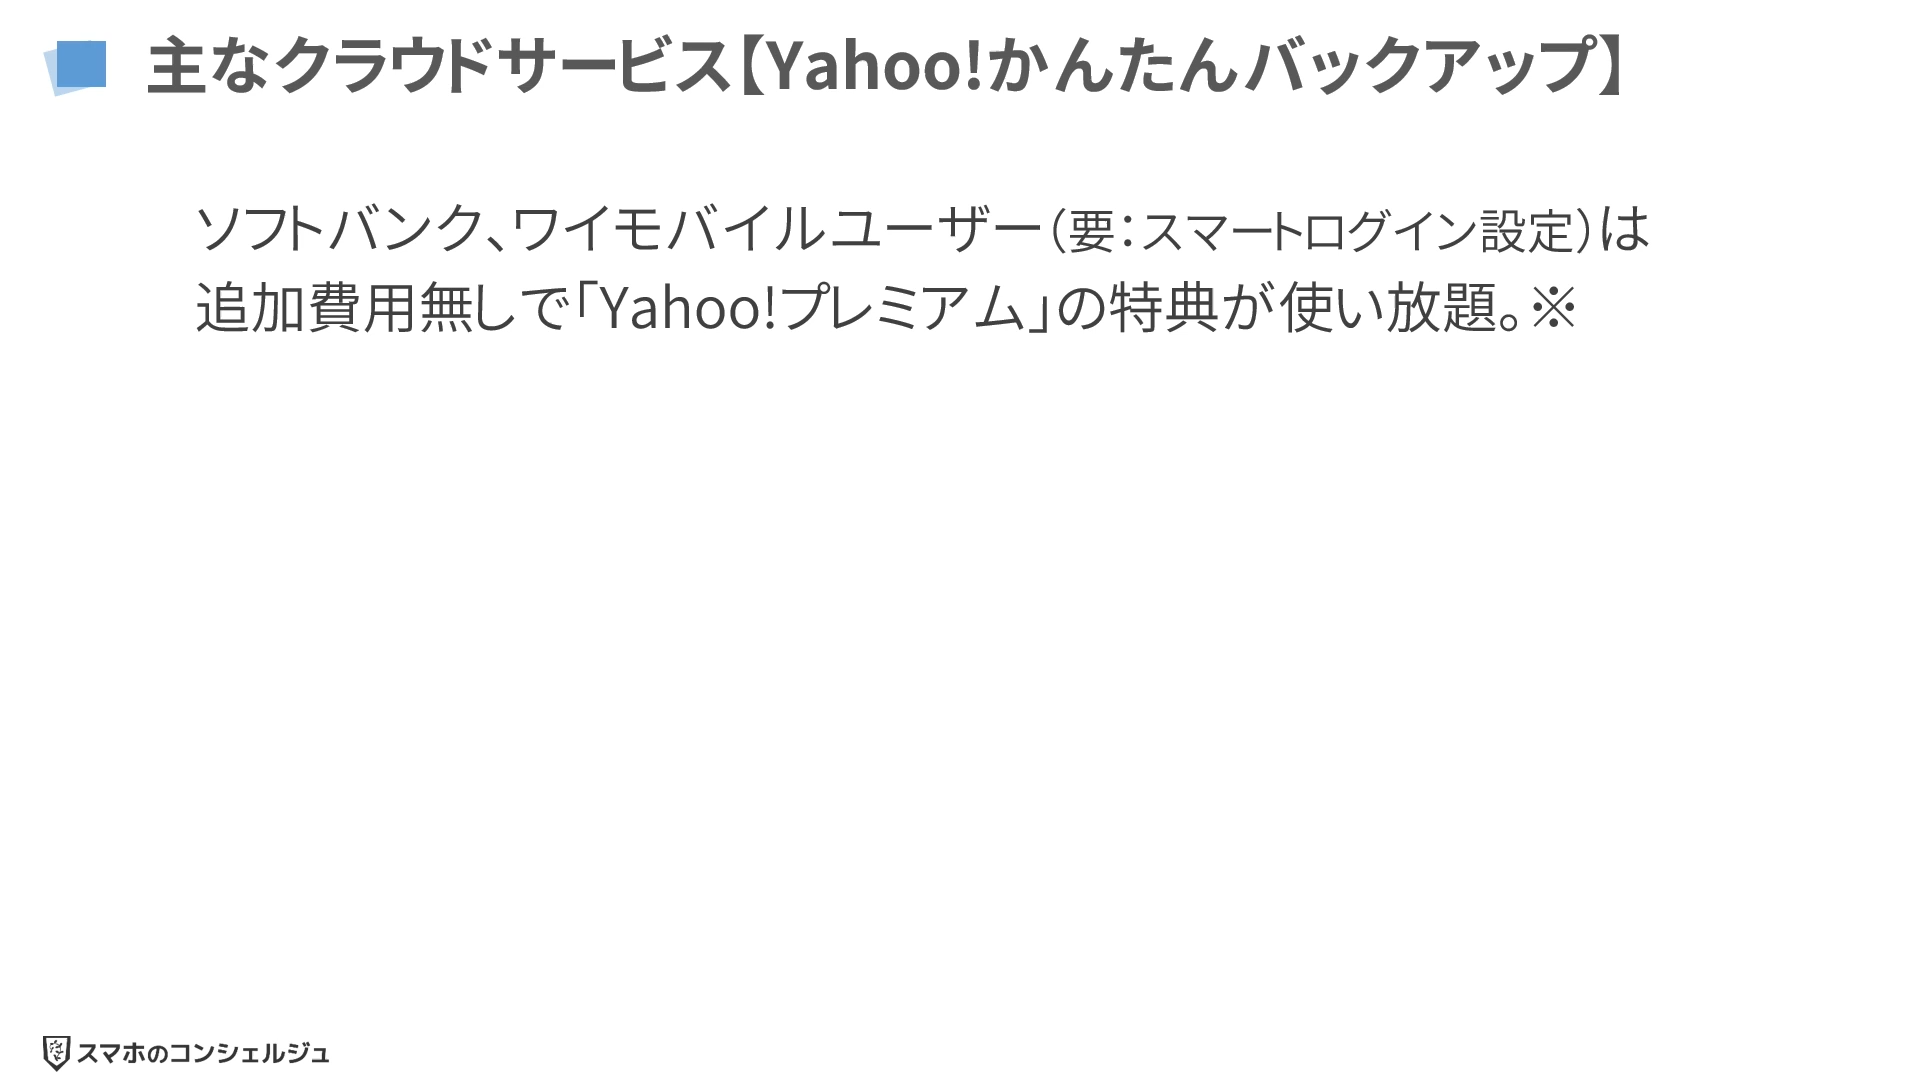 主なクラウドサービス【Yahoo!かんたんバックアップ】
ソフトバンク、ワイモバイルユーザー（要：スマートログイン設定）は
追加費用無しで「Yahoo!プレミアム」の特典が使い放題。※
スマホのコンシェルジュ